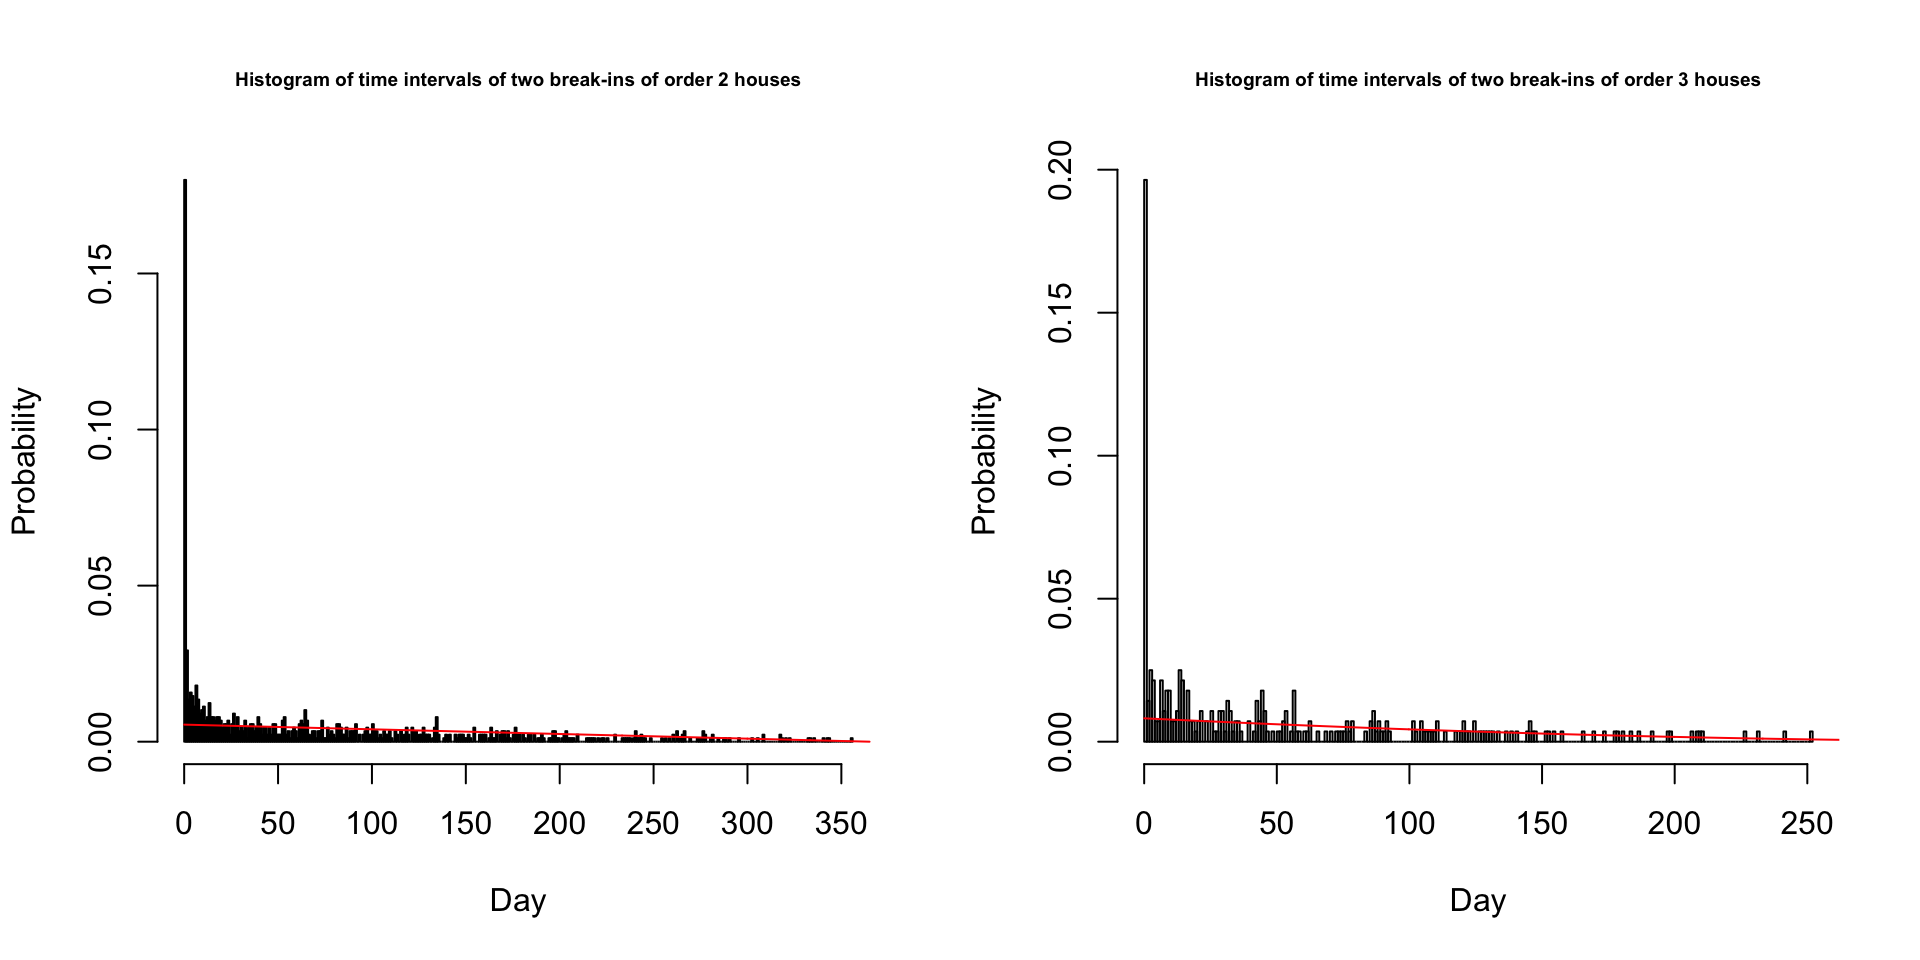 Histogram of time intervals of two break-ins of order 2 houses
Probability
0.15
0.10
0.05
0.00
0 50 100 150 200 250 300 350
Day
Histogram of time intervals of two break-ins of order 3 houses
Probability
0.20
0.15
0.10
0.05
0.00
0 50 100 150 200 250
Day